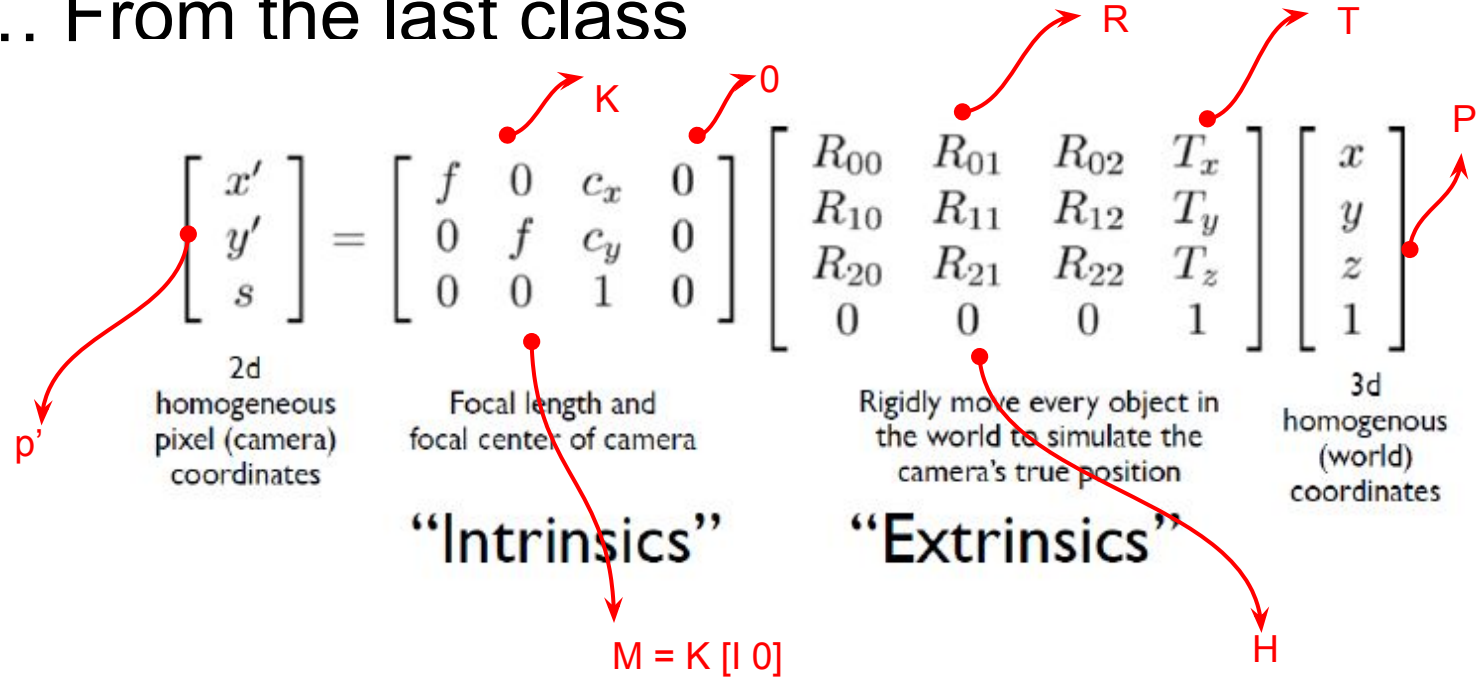 .. From the last class
R
T
K
0
P
x′
y′
s
=
f 0 c_x 0
0 f c_y 0
0 0 1 0
R_00 R_01 R_02 T_x
R_10 R_11 R_12 T_y
R_20 R_21 R_22 T_z
0 0 0 1
x
y
z
1
p'
2d
homogeneous
pixel (camera)
coordinates
Focal length and
focal center of camera
Rigidly move every object in
the world to simulate the
camera's true position
3d
homogenous
(world)
coordinates
“Intrinsics”
“Extrinsics”
M = K [I 0]
H